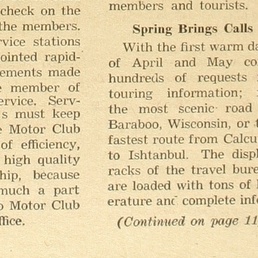 check on the
the members.
rvice stations
pointed rapid-
ements made
e member of
ervice. Serv-
s must keep
e Motor Club
of efficiency,
high quality
ship, because
much a part
o Motor Club
ffice.
members and tourists.
Spring Brings Calls
With the first warm da
of April and May co
hundreds of requests
touring information;
the most scenic road
Baraboo, Wisconsin, or t
fastest route from Calcu
to Ishtanbul. The displ
racks of the travel bure
are loaded with tons of l
erature and complete info
(Continued on page 11